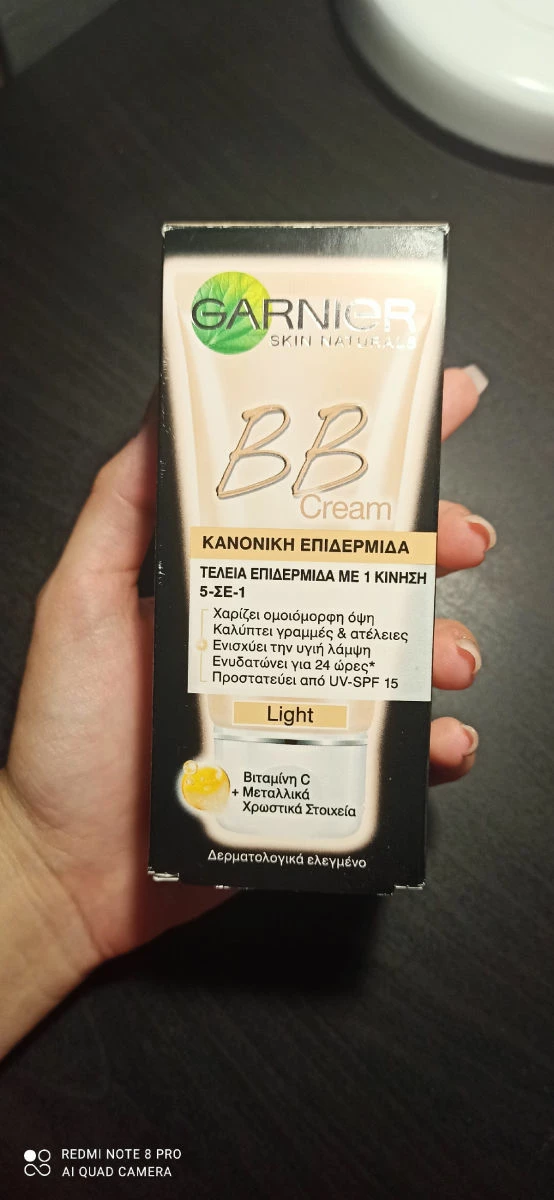 GARNIER
SKIN NATURALS
BB
Cream
ΚΑΝΟΝΙΚΗ ΕΠΙΔΕΡΜΙΔΑ
ΤΕΛΕΙΑ ΕΠΙΔΕΡΜΙΔΑ ΜΕ 1 ΚΙΝΗΣΗ
5-ΣΕ-1
Χαρίζει ομοιόμορφη όψη
Καλύπτει γραμμές & ατέλειες
Ενισχύει την υγιή λάμψη
Ενυδατώνει για 24 ώρες*
Προστατεύει από UV-SPF 15
Light
Βιταμίνη C
+ Μεταλλικά
Χρωστικά Στοιχεία
Δερματολογικά ελεγμένο
REDMI NOTE 8 PRO
AI QUAD CAMERA